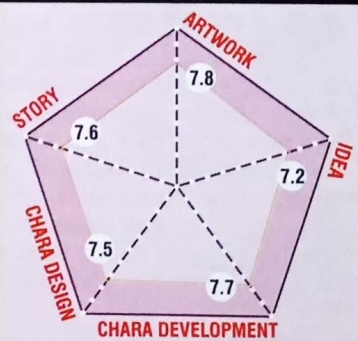 ARTWORK
7.8
STORY
7.6
IDEA
7.2
CHARA DESIGN
7.5
7.7
CHARA DEVELOPMENT